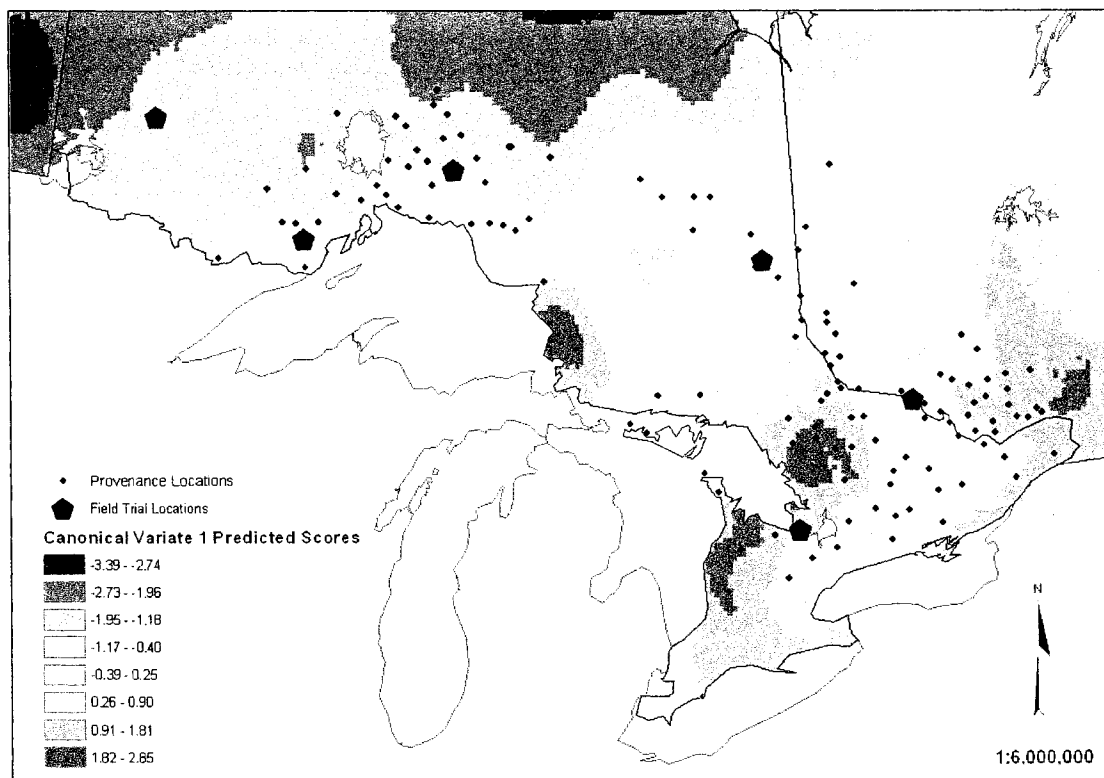 Provenance Locations
Field Trial Locations
Canonical Variate 1 Predicted Scores
-3.39 - -2.74
-2.73 - -1.96
-1.95 - -1.18
-1.17 - -0.40
-0.39 - 0.25
0.26 - 0.90
0.91 - 1.81
1.82 - 2.85
N
1:6,000,000